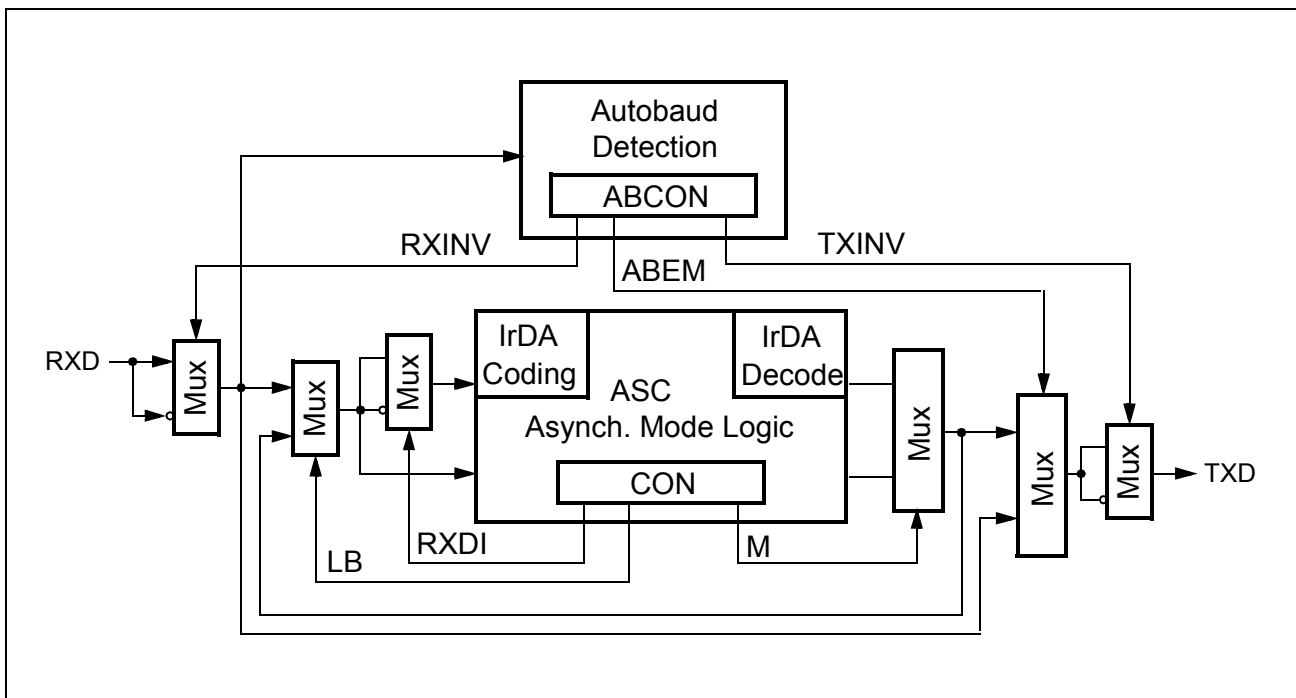 Autobaud
Detection
ABCON
RXINV
ABEM
TXINV
RXD
Mux
Mux
Mux
IrDA
Coding
IrDA
Decode
ASC
Asynch. Mode Logic
CON
Mux
Mux
Mux
TXD
RXDI
LB
M